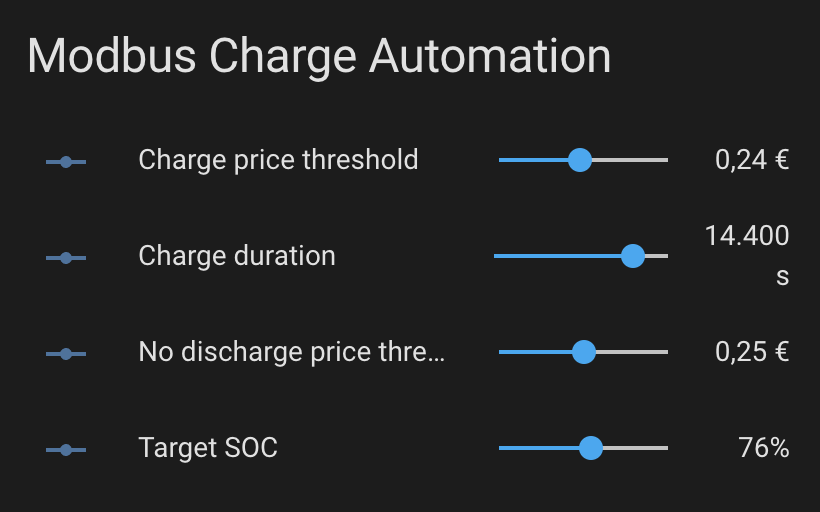 Modbus Charge Automation
Charge price threshold 0,24 €
Charge duration 14.400
s
No discharge price thre... 0,25 €
Target SOC 76%